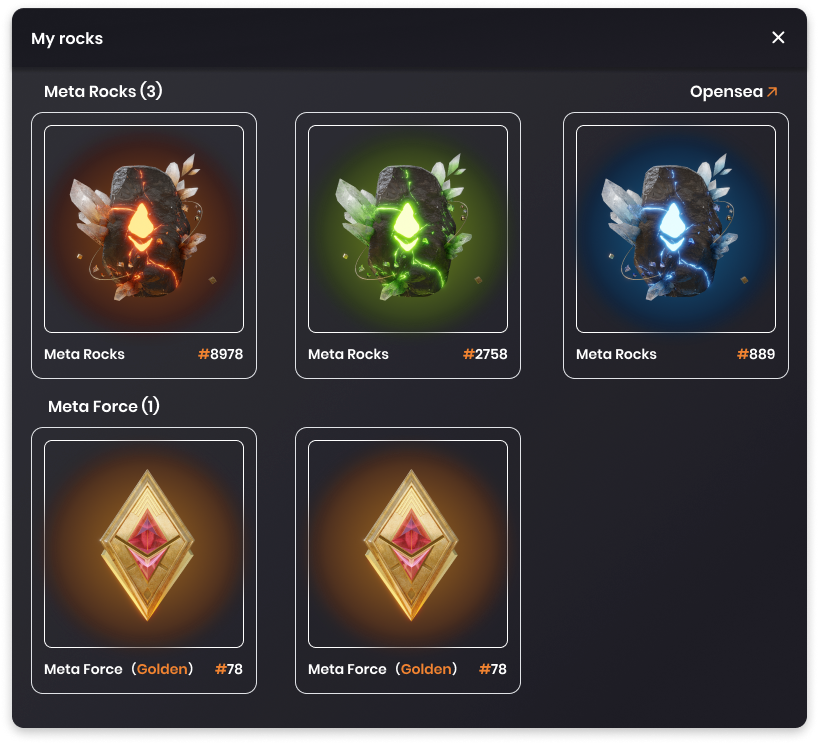 My rocks
Meta Rocks (3)
Opensea
Meta Rocks #8978
Meta Rocks #2758
Meta Rocks #889
Meta Force (1)
Meta Force (Golden) #78
Meta Force (Golden) #78